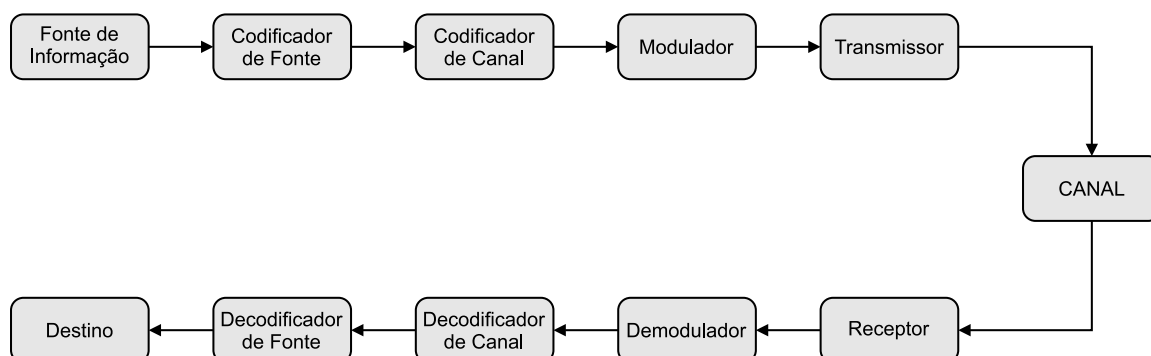 Fonte de
Informação
Codificador
de Fonte
Codificador
de Canal
Modulador
Transmissor
CANAL
Destino
Decodificador
de Fonte
Decodificador
de Canal
Demodulador
Receptor